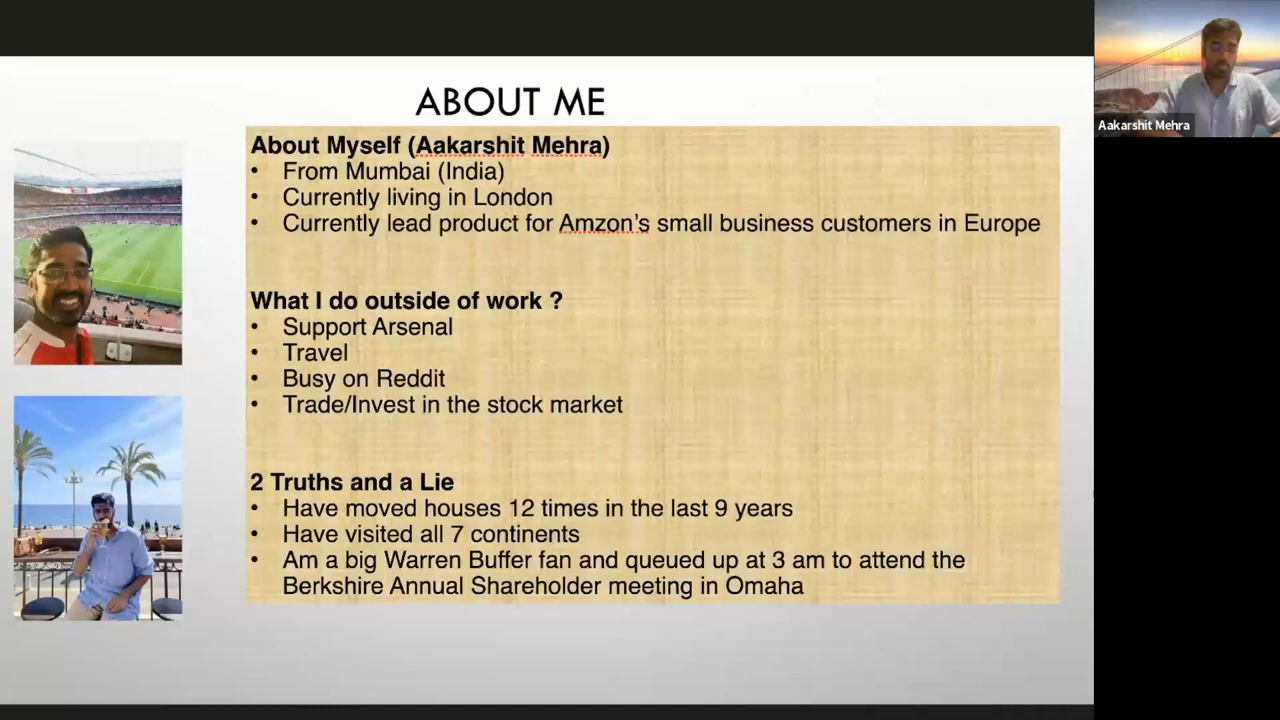 ABOUT ME
About Myself (Aakarshit Mehra)
• From Mumbai (India)
• Currently living in London
• Currently lead product for Amzon's small business customers in Europe
What I do outside of work ?
• Support Arsenal
• Travel
• Busy on Reddit
• Trade/Invest in the stock market
2 Truths and a Lie
• Have moved houses 12 times in the last 9 years
• Have visited all 7 continents
• Am a big Warren Buffer fan and queued up at 3 am to attend the
Berkshire Annual Shareholder meeting in Omaha
Aakarshit Mehra